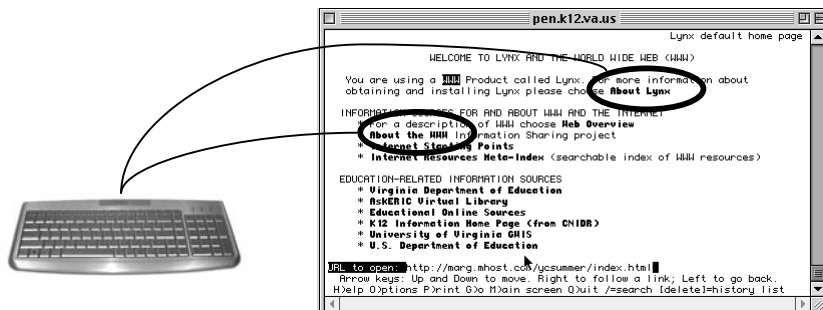 pen.k12.va.us
Lynx default home page
WELCOME TO LYNX AND THE WORLD WIDE WEB (WWW)
You are using a WWW Product called Lynx. For more information about
obtaining and installing Lynx please choose About Lynx
INFORMATION SOURCES FOR AND ABOUT WWW AND THE INTERNET
* For a description of WWW choose Web Overview
* About the WWW Information Sharing project
* Internet Starting Points
* Internet Resources Meta-Index (searchable index of WWW resources)
EDUCATION-RELATED INFORMATION SOURCES
* Virginia Department of Education
* AskERIC Virtual Library
* Educational Online Sources
* K12 Information Home Page (from CNIDR)
* University of Virginia GHIS
* U.S. Department of Education
URL to open: http://marg.mhost.com/ycsummer/index.html
Arrow keys: Up and Down to move. Right to follow a link; Left to go back.
H)elp O)ptions P)rint G)o M)ain screen Q)uit /=search [delete]=history list